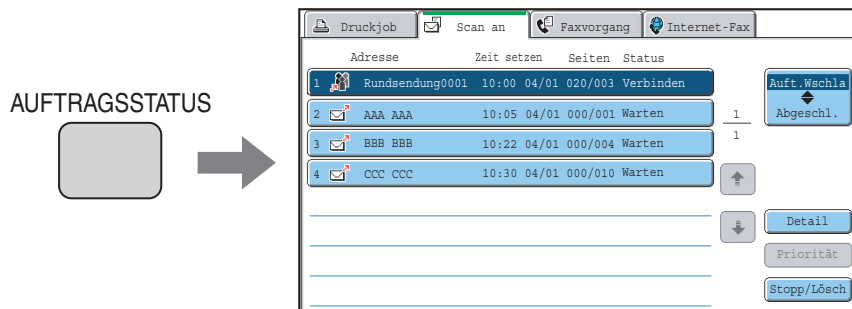 AUFTRAGSSTATUS
Druckjob Scan an Faxvorgang Internet-Fax
Adresse Zeit setzen Seiten Status
1 Rundsendung0001 10:00 04/01 020/003 Verbinden
2 AAA AAA 10:05 04/01 000/001 Warten
3 BBB BBB 10:22 04/01 000/004 Warten
4 CCC CCC 10:30 04/01 000/010 Warten
1
1
Auft.Wschla
Abgeschl.
Detail
Priorität
Stopp/Lösch